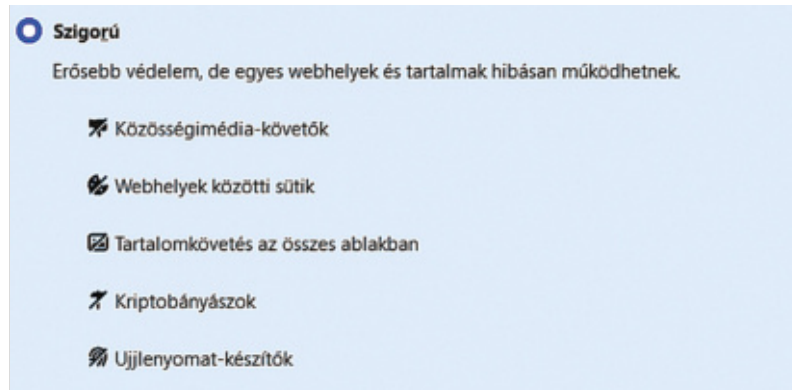 Szigorú
Erősebb védelem, de egyes webhelyek és tartalmak hibásan működhetnek.
Közösségimédia-követők
Webhelyek közötti sütik
Tartalomkövetés az összes ablakban
Kriptobányászok
Ujjlenyomat-készítők